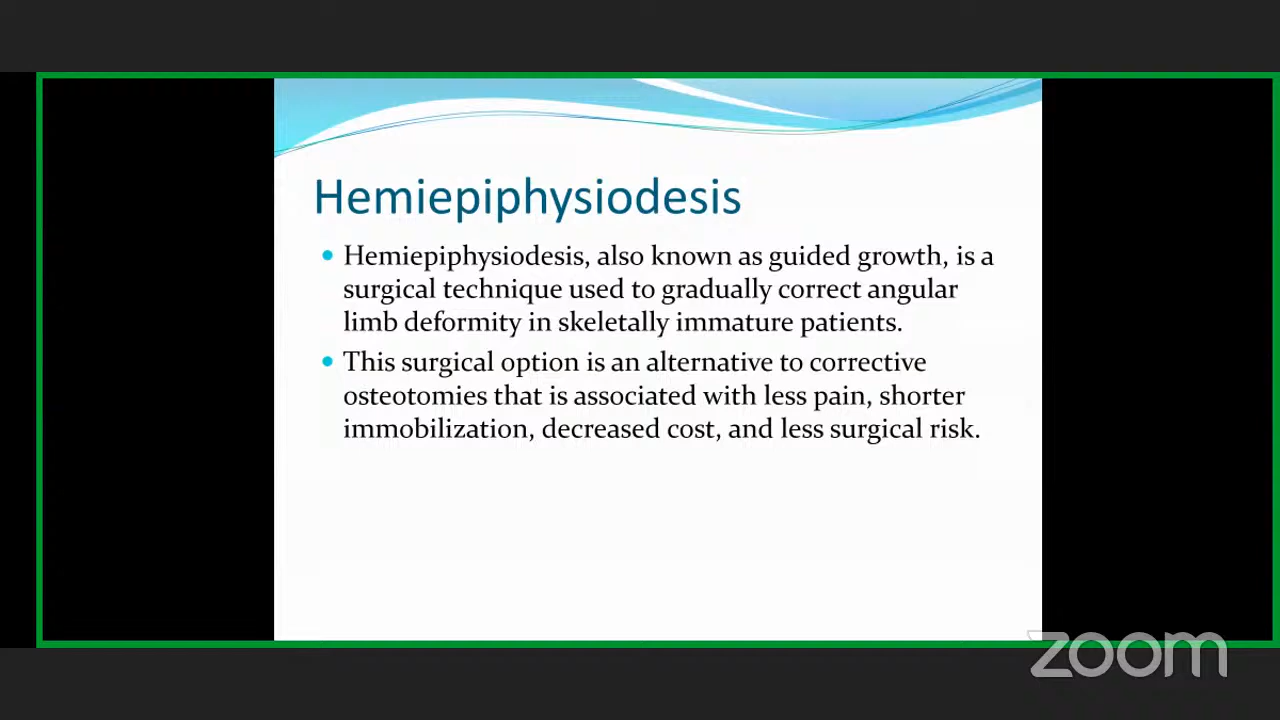 Hemiepiphysiodesis
• Hemiepiphysiodesis, also known as guided growth, is a
surgical technique used to gradually correct angular
limb deformity in skeletally immature patients.
• This surgical option is an alternative to corrective
osteotomies that is associated with less pain, shorter
immobilization, decreased cost, and less surgical risk.
zoom